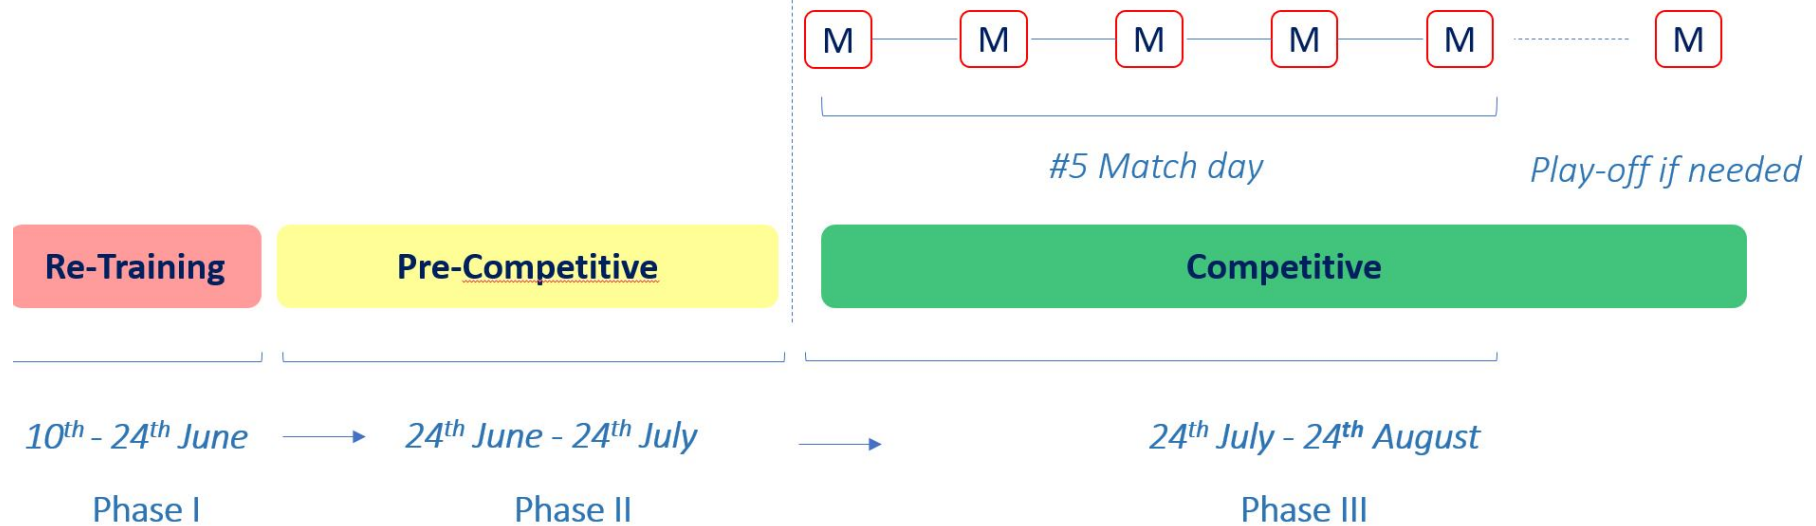 M M M M M M
#5 Match day Play-off if needed
Re-Training Pre-Competitive Competitive
10th - 24th June 24th June - 24th July 24th July - 24th August
Phase I Phase II Phase III